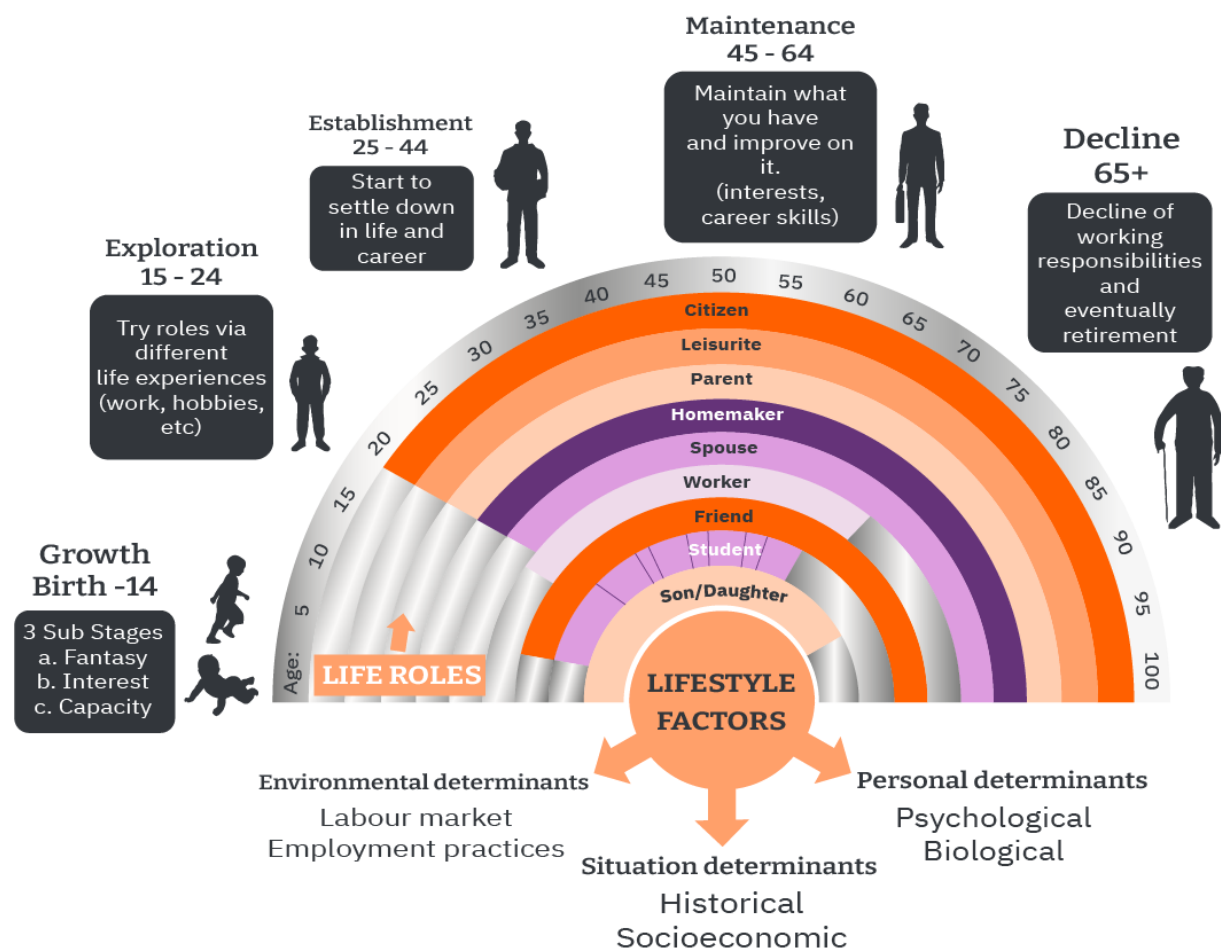 Growth
Birth -14
3 Sub Stages
a. Fantasy
b. Interest
c. Capacity
Exploration
15 - 24
Try roles via
different
life experiences
(work, hobbies,
etc)
Establishment
25 - 44
Start to
settle down
in life and
career
Maintenance
45 - 64
Maintain what
you have
and improve on
it.
(interests,
career skills)
Decline
65+
Decline of
working
responsibilities
and
eventually
retirement
Age:
5
10
15
20
25
30
35
40
45
50
55
60
65
70
75
80
85
90
95
100
Citizen
Leisurite
Parent
Homemaker
Spouse
Worker
Friend
Student
Son/Daughter
LIFE ROLES
LIFESTYLE
FACTORS
Environmental determinants
Labour market
Employment practices
Situation determinants
Historical
Socioeconomic
Personal determinants
Psychological
Biological